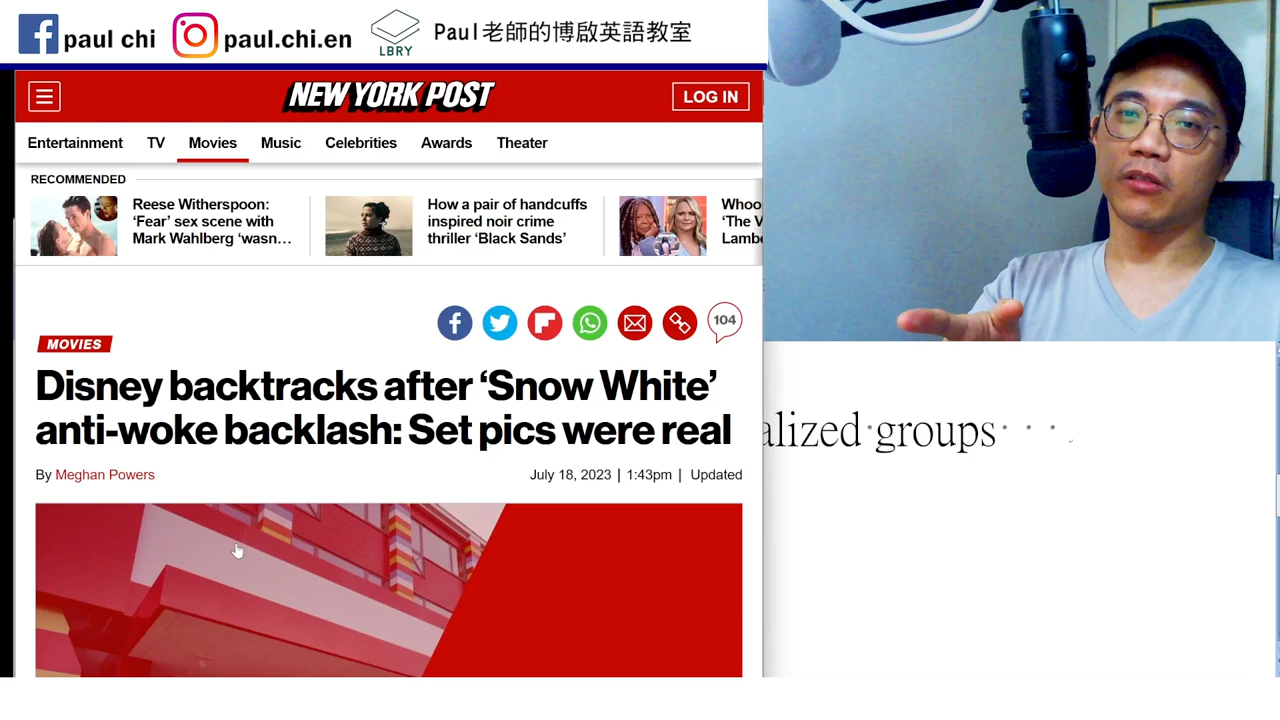 paul chi
paul.chi.en
LBRY
Paul老師的博啟英語教室
NEW YORK POST
LOG IN
Entertainment TV Movies Music Celebrities Awards Theater
RECOMMENDED
Reese Witherspoon:
‘Fear’ sex scene with
Mark Wahlberg ‘wasn…
How a pair of handcuffs
inspired noir crime
thriller ‘Black Sands’
Whoo
‘The V
Lambe
104
MOVIES
Disney backtracks after ‘Snow White’
anti-woke backlash: Set pics were real
By Meghan Powers
July 18, 2023 | 1:43pm | Updated
alized groups · · ·